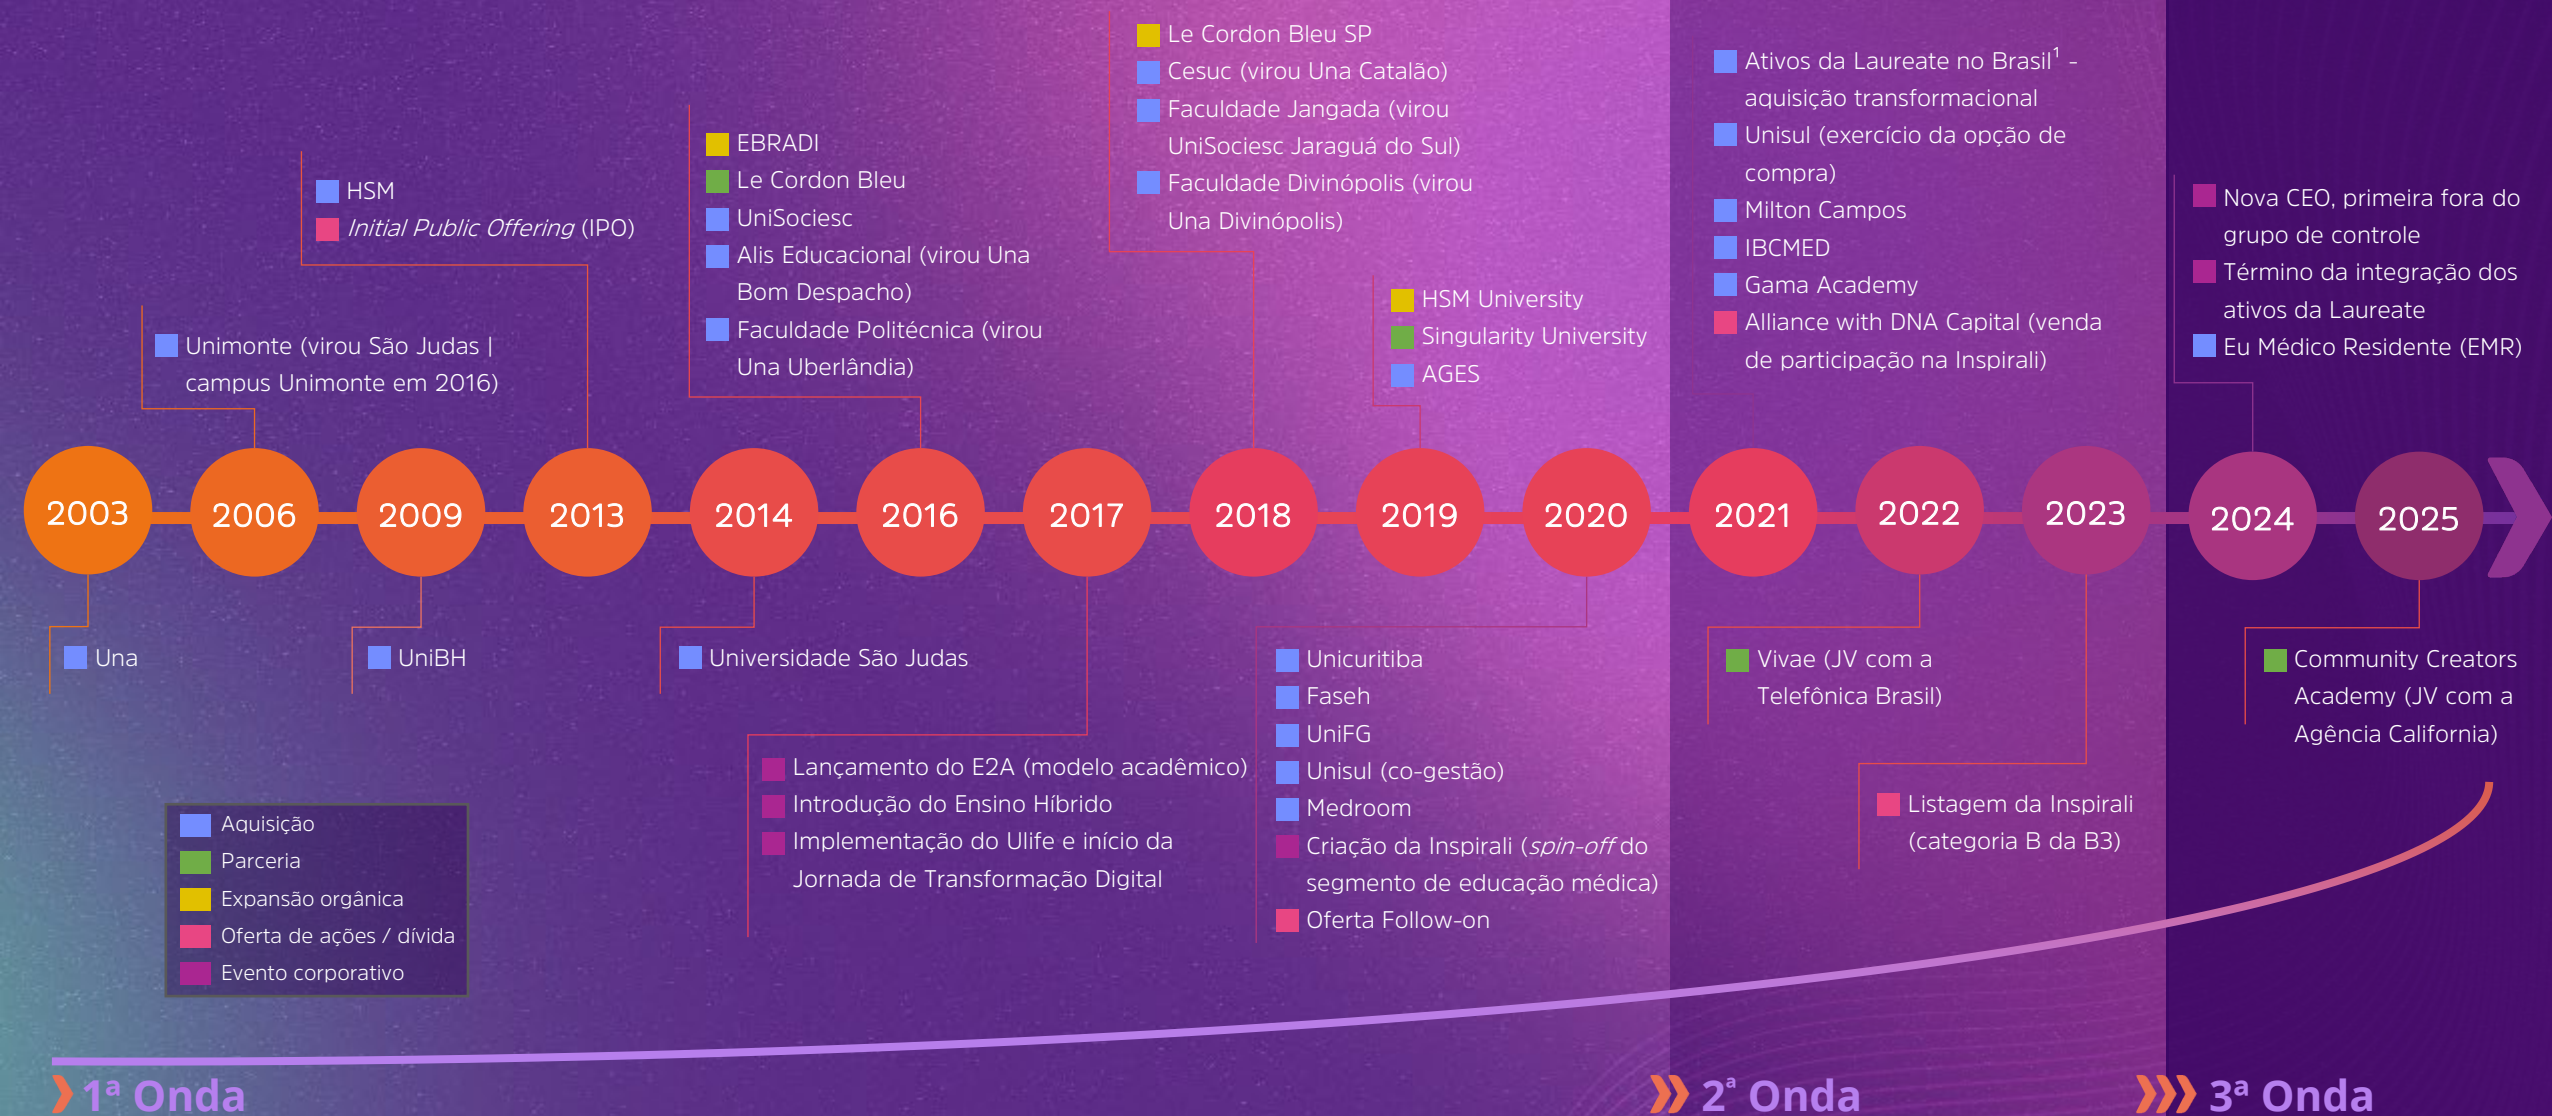 Le Cordon Bleu SP
Cesuc (virou Una Catalão)
Faculdade Jangada (virou
UniSociesc Jaraguá do Sul)
Faculdade Divinópolis (virou
Una Divinópolis)
Ativos da Laureate no Brasil¹ -
aquisição transformacional
Unisul (exercício da opção de
compra)
Milton Campos
IBCMED
Gama Academy
Alliance with DNA Capital (venda
de participação na Inspirali)
EBRADI
Le Cordon Bleu
UniSociesc
Alis Educacional (virou Una
Bom Despacho)
Faculdade Politécnica (virou
Una Uberlândia)
HSM
Initial Public Offering (IPO)
Nova CEO, primeira fora do
grupo de controle
Término da integração dos
ativos da Laureate
Eu Médico Residente (EMR)
HSM University
Singularity University
AGES
Unimonte (virou São Judas |
campus Unimonte em 2016)
2003
2006
2009
2013
2014
2016
2017
2018
2019
2020
2021
2022
2023
2024
2025
Una
UniBH
Universidade São Judas
Lançamento do E2A (modelo acadêmico)
Introdução do Ensino Híbrido
Implementação do Ulife e início da
Jornada de Transformação Digital
Unicuritiba
Faseh
UniFG
Unisul (co-gestão)
Medroom
Criação da Inspirali (spin-off do
segmento de educação médica)
Oferta Follow-on
Vivae (JV com a
Telefônica Brasil)
Listagem da Inspirali
(categoria B da B3)
Community Creators
Academy (JV com a
Agência California)
Aquisição
Parceria
Expansão orgânica
Oferta de ações / dívida
Evento corporativo
1ª Onda
2ª Onda
3ª Onda